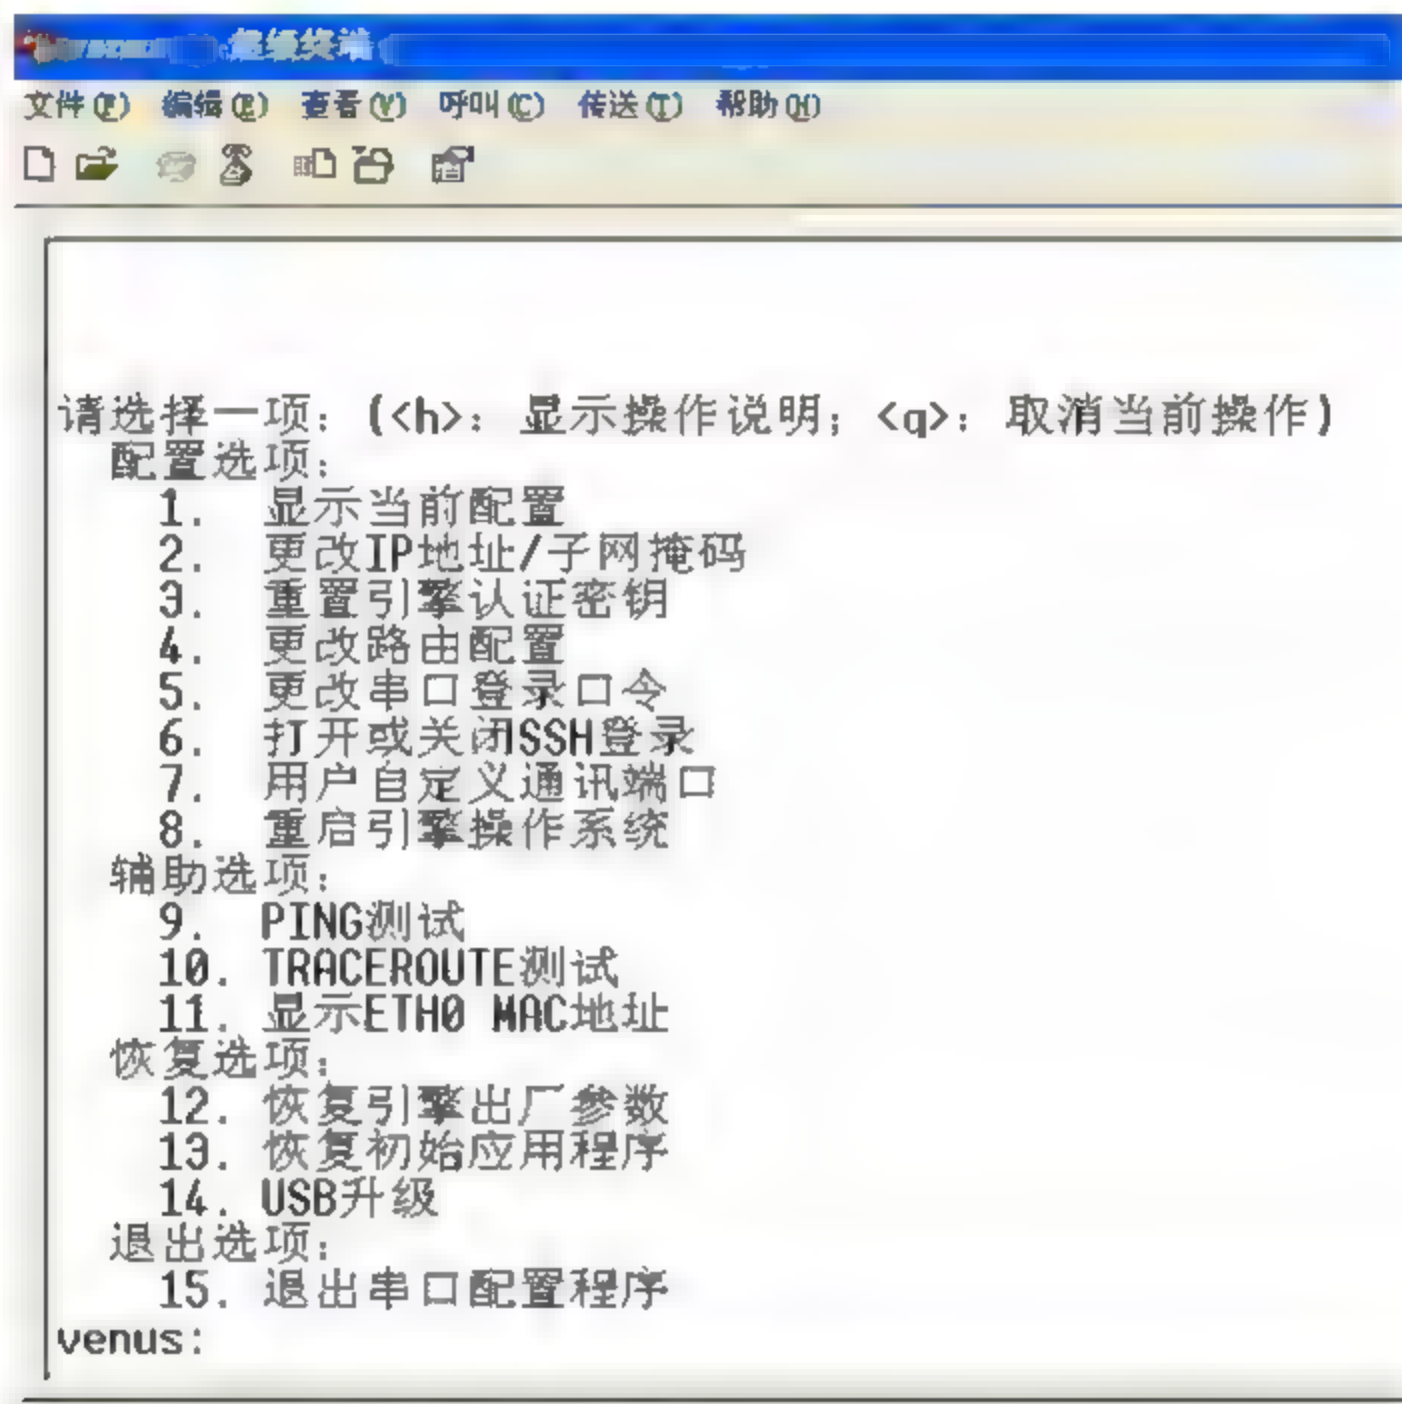 超级终端
文件(F) 编辑(E) 查看(V) 呼叫(C) 传送(T) 帮助(H)
请选择一项:(<h>: 显示操作说明; <q>: 取消当前操作)
配置选项:
1. 显示当前配置
2. 更改IP地址/子网掩码
3. 重置引擎认证密钥
4. 更改路由配置
5. 更改串口登录口令
6. 打开或关闭SSH登录
7. 用户自定义通讯端口
8. 重启引擎操作系统
辅助选项:
9. PING测试
10. TRACEROUTE测试
11. 显示ETH0 MAC地址
恢复选项:
12. 恢复引擎出厂参数
13. 恢复初始应用程序
14. USB升级
退出选项:
15. 退出串口配置程序
venus: